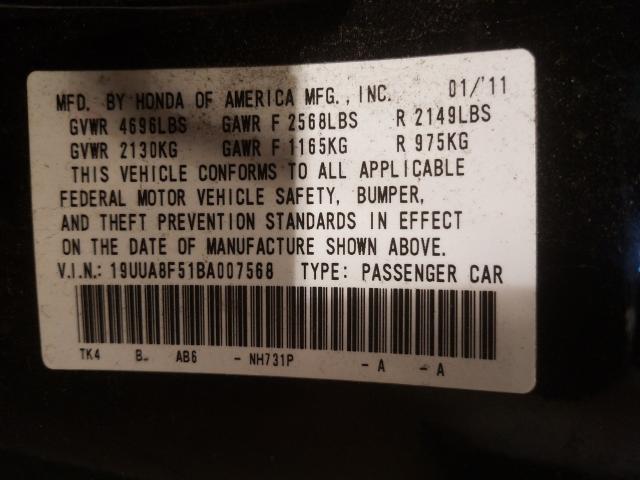 MFD. BY HONDA OF AMERICA MFG., INC. 01/'11
GVWR 4696LBS GAWR F 2568LBS R 2149LBS
GVWR 2130KG GAWR F 1165KG R 975KG
THIS VEHICLE CONFORMS TO ALL APPLICABLE
FEDERAL MOTOR VEHICLE SAFETY, BUMPER,
AND THEFT PREVENTION STANDARDS IN EFFECT
ON THE DATE OF MANUFACTURE SHOWN ABOVE.
V.I.N.: 19UUA8F51BA007568 TYPE: PASSENGER CAR
TK4 B- AB6 - NH731P - A - A